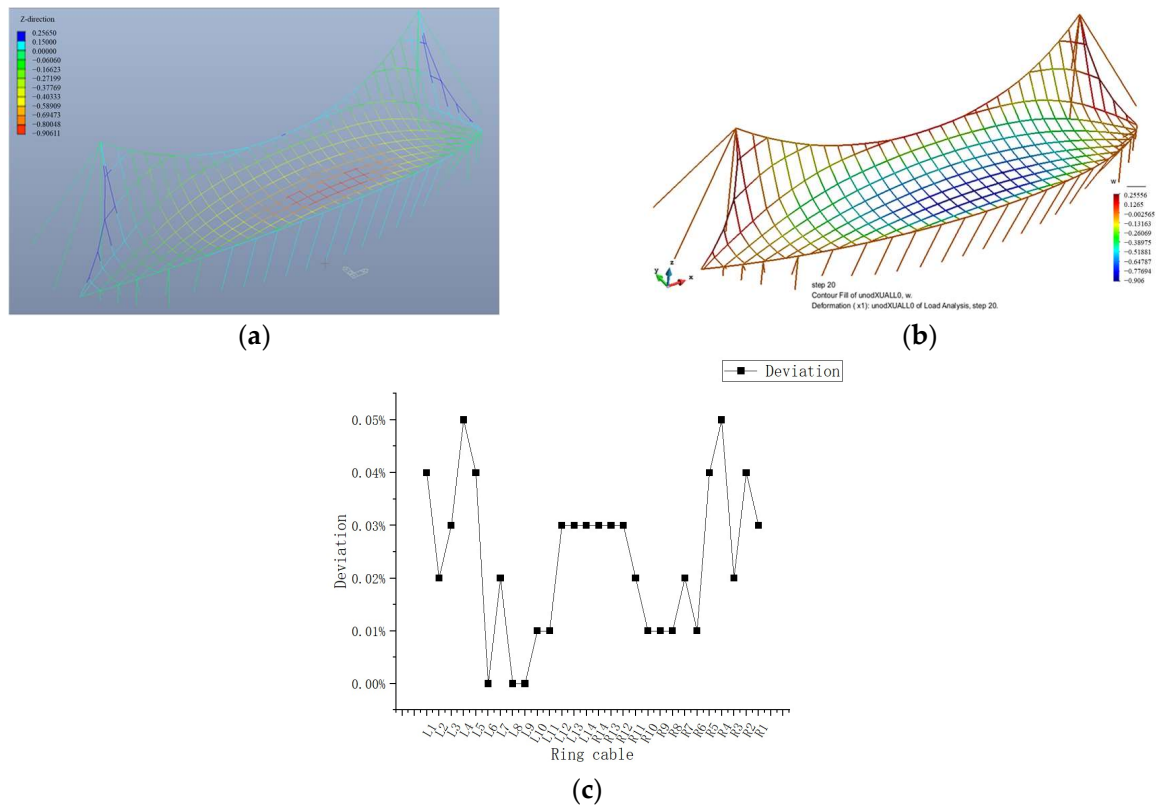 Z-direction
0.25650
0.15000
0.00000
−0.06060
−0.16623
−0.27199
−0.37769
−0.40333
−0.58909
−0.69473
−0.80048
−0.90611
(a)
w
0.25556
0.1265
−0.002565
−0.13163
−0.26069
−0.38975
−0.51881
−0.64787
−0.77694
−0.906
z
y
x
step 20
Contour Fill of unodXUALL0, w.
Deformation ( x1): unodXUALL0 of Load Analysis, step 20.
(b)
Deviation
0.05%
0.04%
0.03%
0.02%
0.01%
0.00%
Deviation
L1 L2 L3 L4 L5 L6 L7 L8 L9 L10 L11 L12 L13 L14 R14 R13 R12 R11 R10 R9 R8 R7 R6 R5 R4 R3 R2 R1
Ring cable
(c)